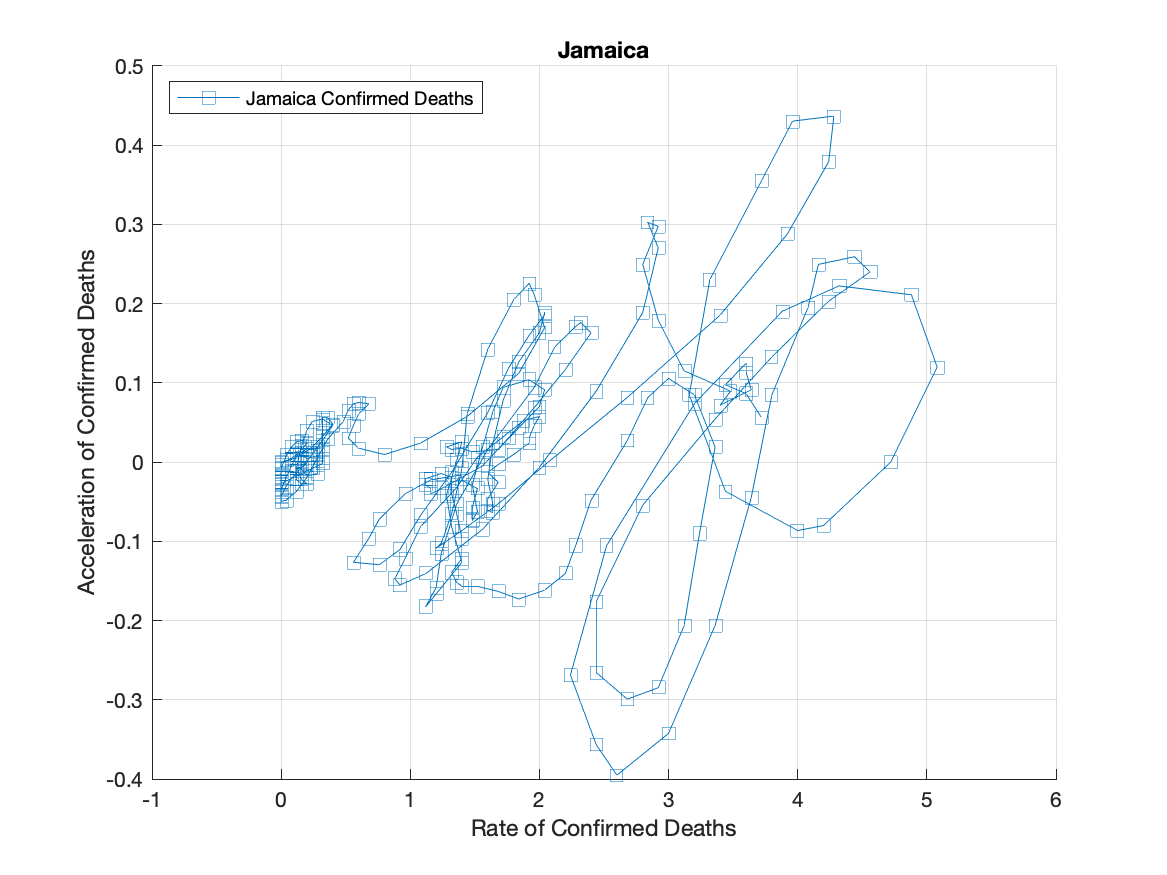 Jamaica
Jamaica Confirmed Deaths
0.5
0.4
0.3
0.2
0.1
0
-0.1
-0.2
-0.3
-0.4
Acceleration of Confirmed Deaths
-1 0 1 2 3 4 5 6
Rate of Confirmed Deaths